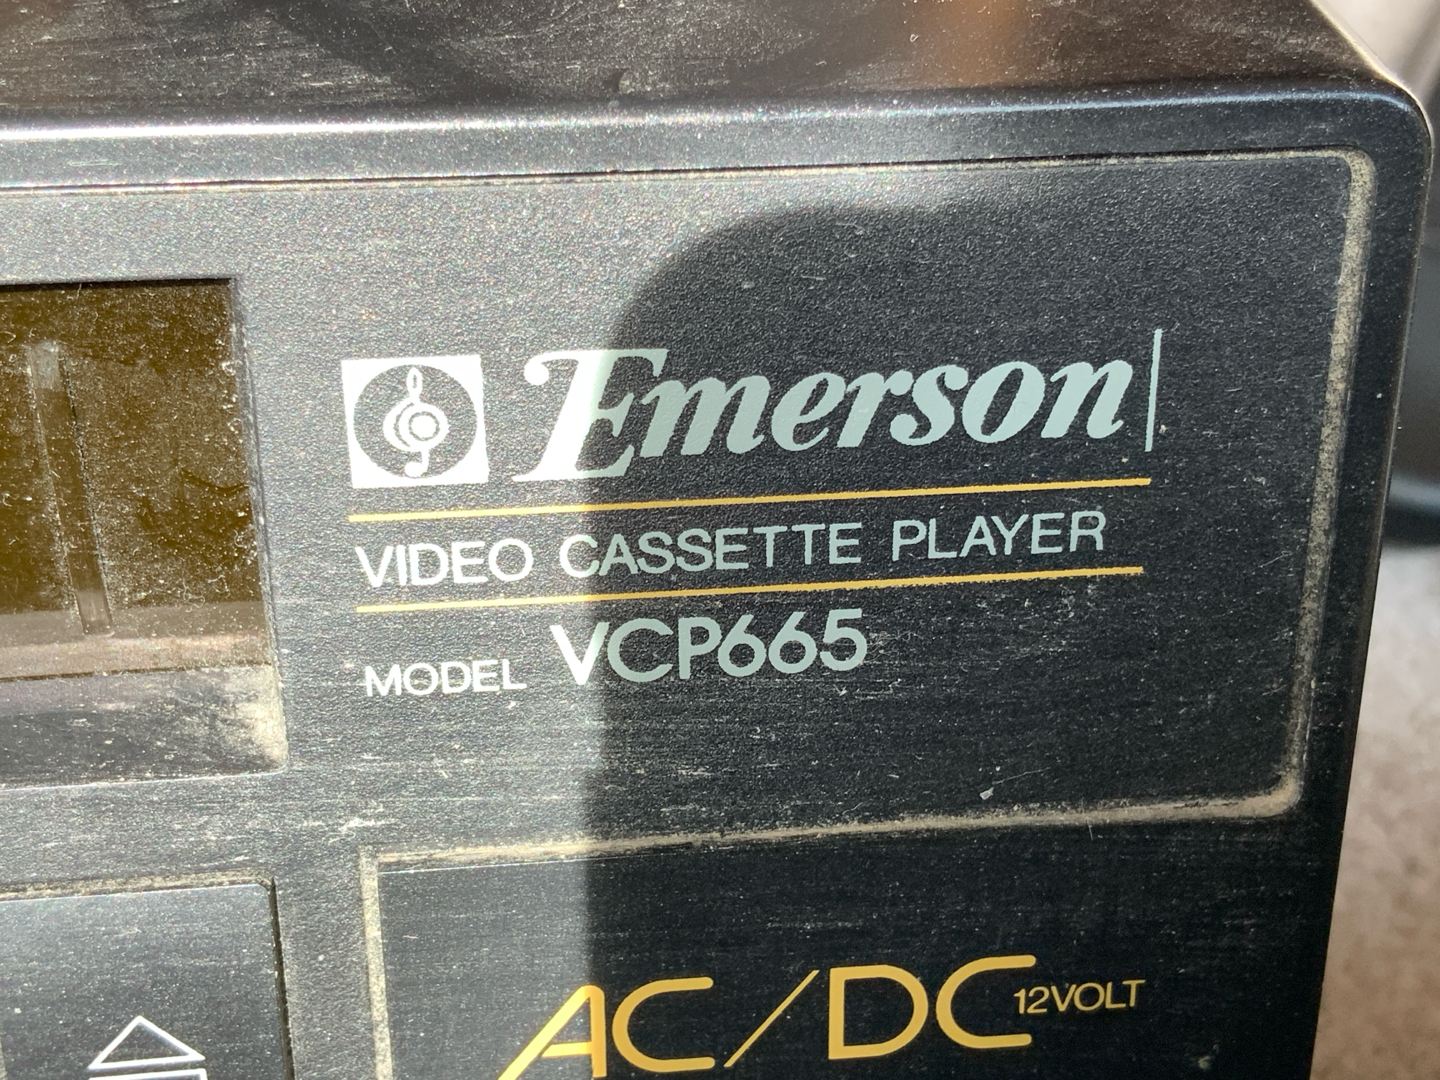 Emerson
VIDEO CASSETTE PLAYER
MODEL VCP665
AC/DC 12VOLT